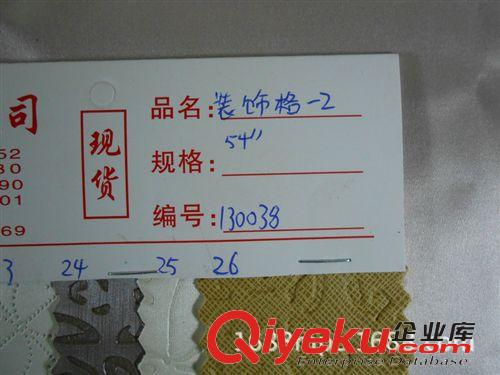 司
现货
品名：装饰格-2
规格：54"
编号：130038
52
80
90
01
69
3 24 25 26
Qiyeku.com
企业库
Enterprise Database